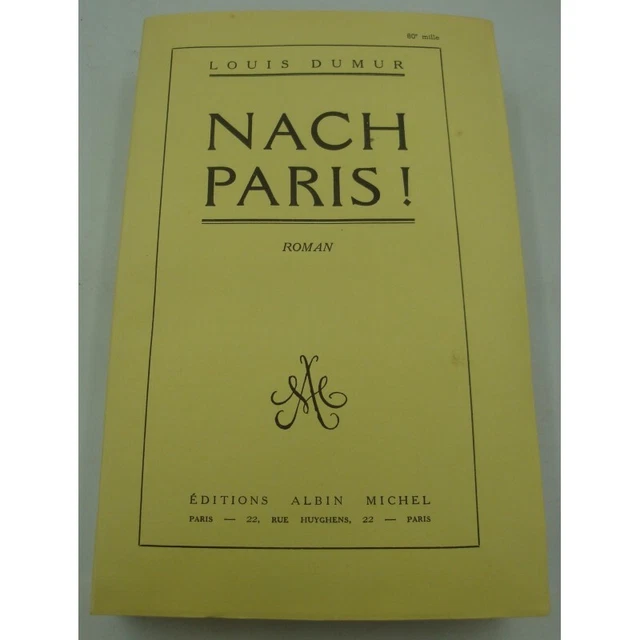 80e mille
LOUIS DUMUR
NACH
PARIS !
ROMAN
ÉDITIONS ALBIN MICHEL
PARIS — 22, RUE HUYGHENS, 22 — PARIS